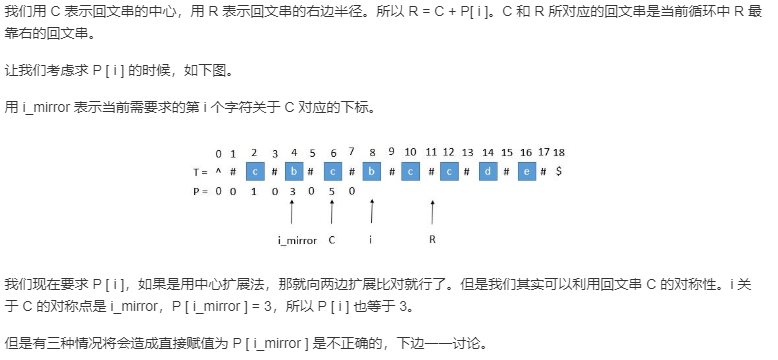 我们用 C 表示回文串的中心，用 R 表示回文串的右边半径。所以 R = C + P[ i ]。C 和 R 所对应的回文串是当前循环中 R 最
靠右的回文串。
让我们考虑求 P [ i ] 的时候，如下图。
用 i_mirror 表示当前需要求的第 i 个字符关于 C 对应的下标。
0 1 2 3 4 5 6 7 8 9 10 11 12 13 14 15 16 17 18
T = ^ # c # b # c # b # c # c # d # e # $
P = 0 0 1 0 3 0 5 0
i_mirror C i R
我们现在要求 P [ i ]，如果是用中心扩展法，那就向两边扩展比对就行了。但是我们其实可以利用回文串 C 的对称性。i 关
于 C 的对称点是 i_mirror，P [ i_mirror ] = 3，所以 P [ i ] 也等于 3。
但是有三种情况将会造成直接赋值为 P [ i_mirror ] 是不正确的，下边一一讨论。